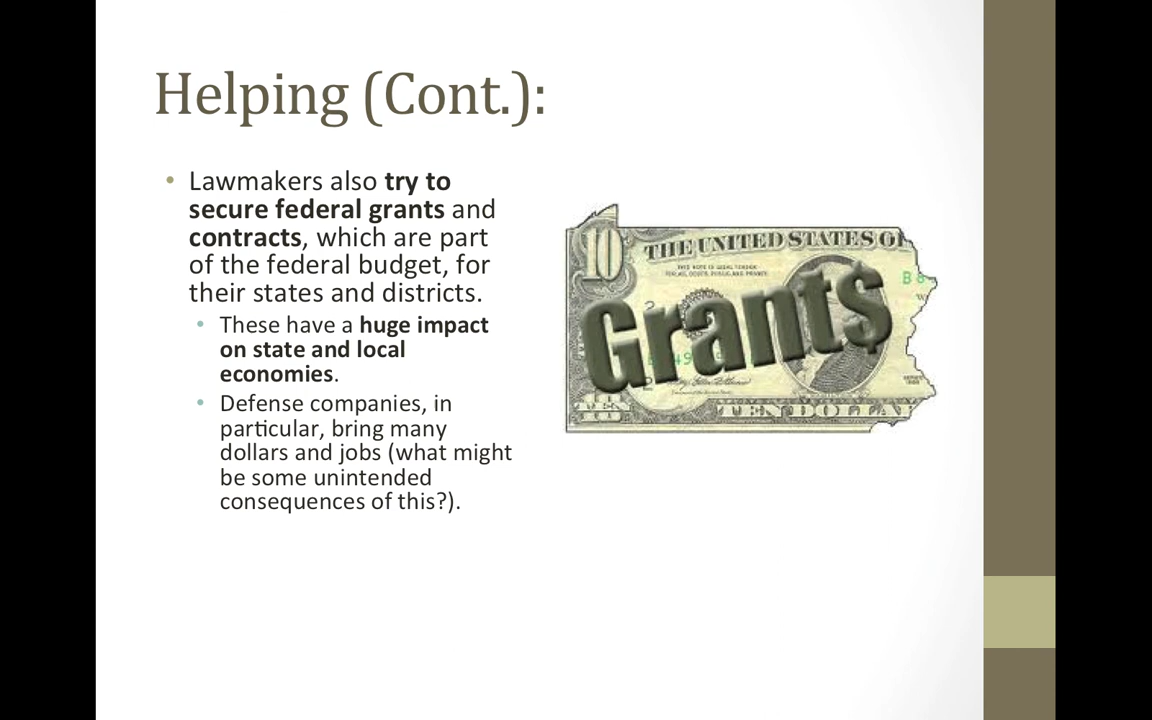 Helping (Cont.):
• Lawmakers also try to
secure federal grants and
contracts, which are part
of the federal budget, for
their states and districts.
• These have a huge impact
on state and local
economies.
• Defense companies, in
particular, bring many
dollars and jobs (what might
be some unintended
consequences of this?).
10
THE UNITED STATES OF
Grant$
TEN DOLLAR